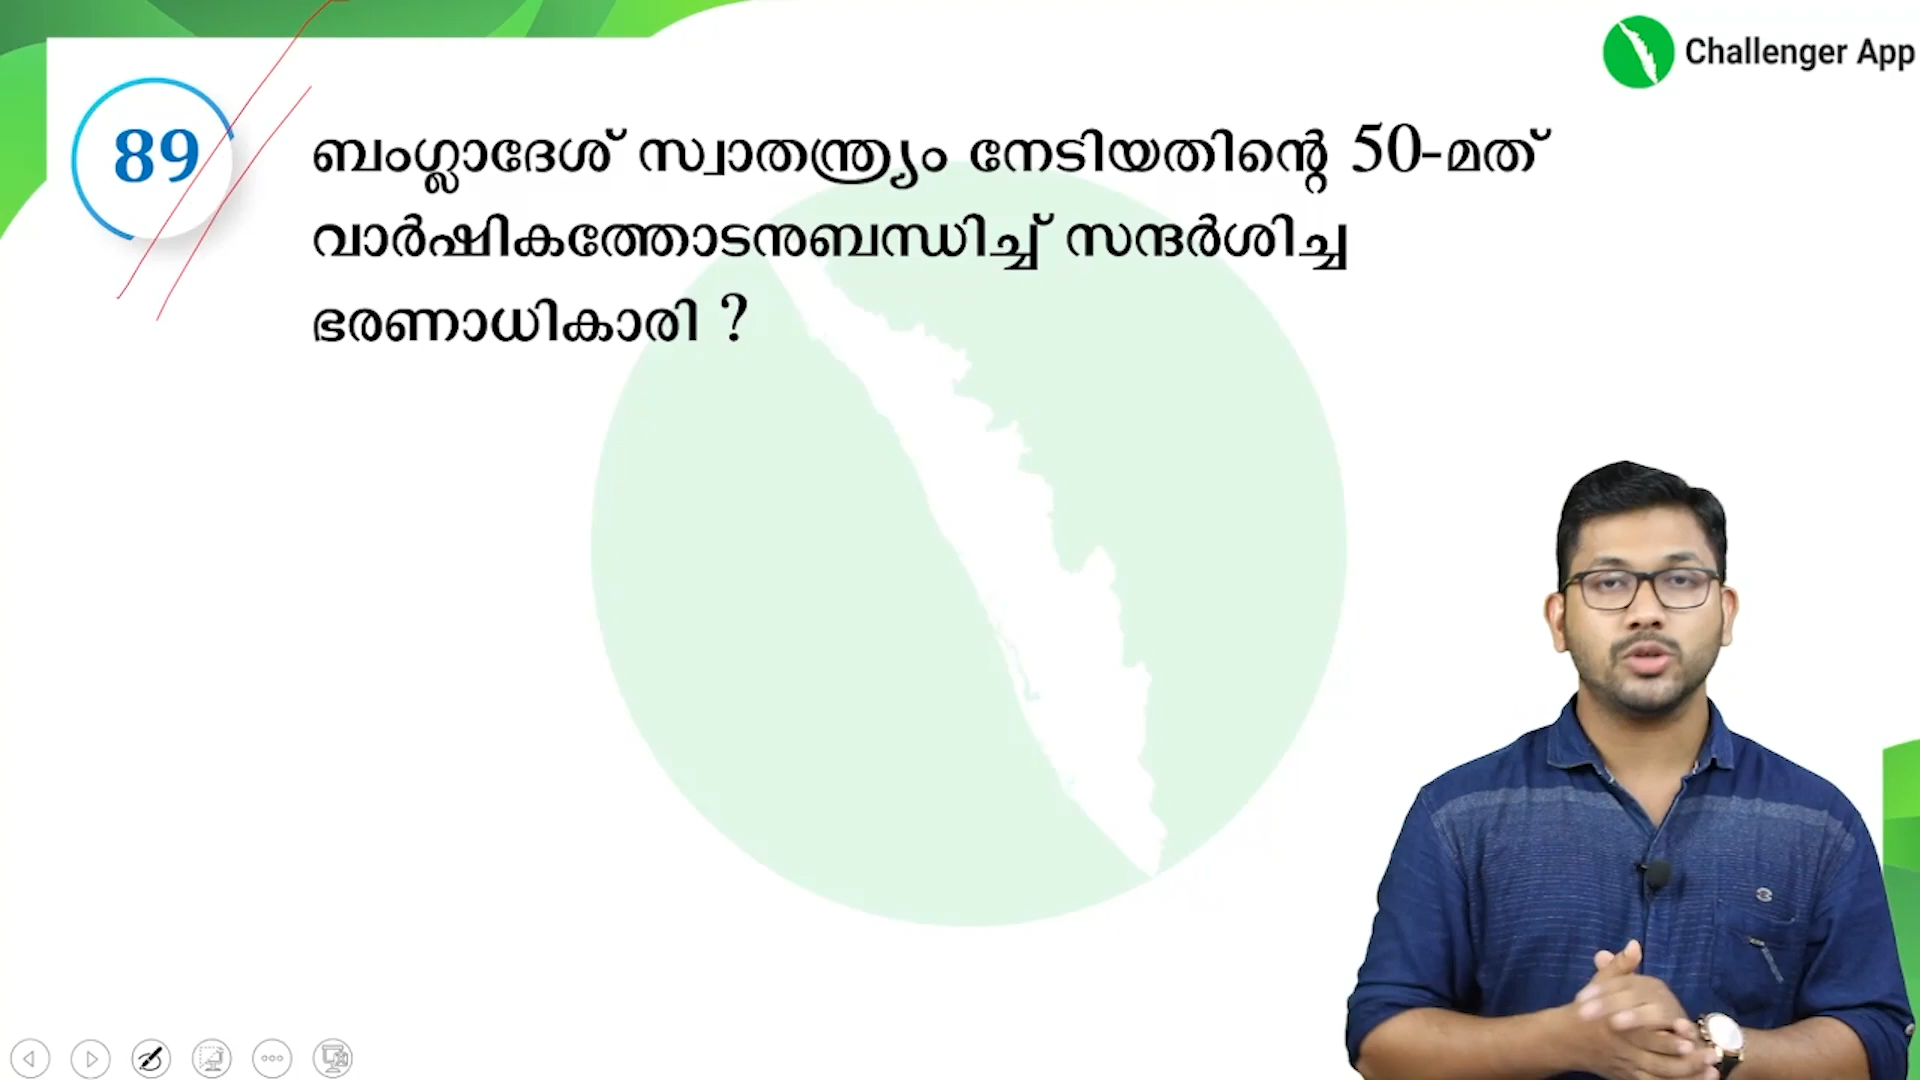 Challenger App
89
ബംഗ്ലാദേശ് സ്വാതന്ത്ര്യം നേടിയതിന്റെ 50-മത്
വാർഷികത്തോടനുബന്ധിച്ച് സന്ദർശിച്ച
ഭരണാധികാരി ?